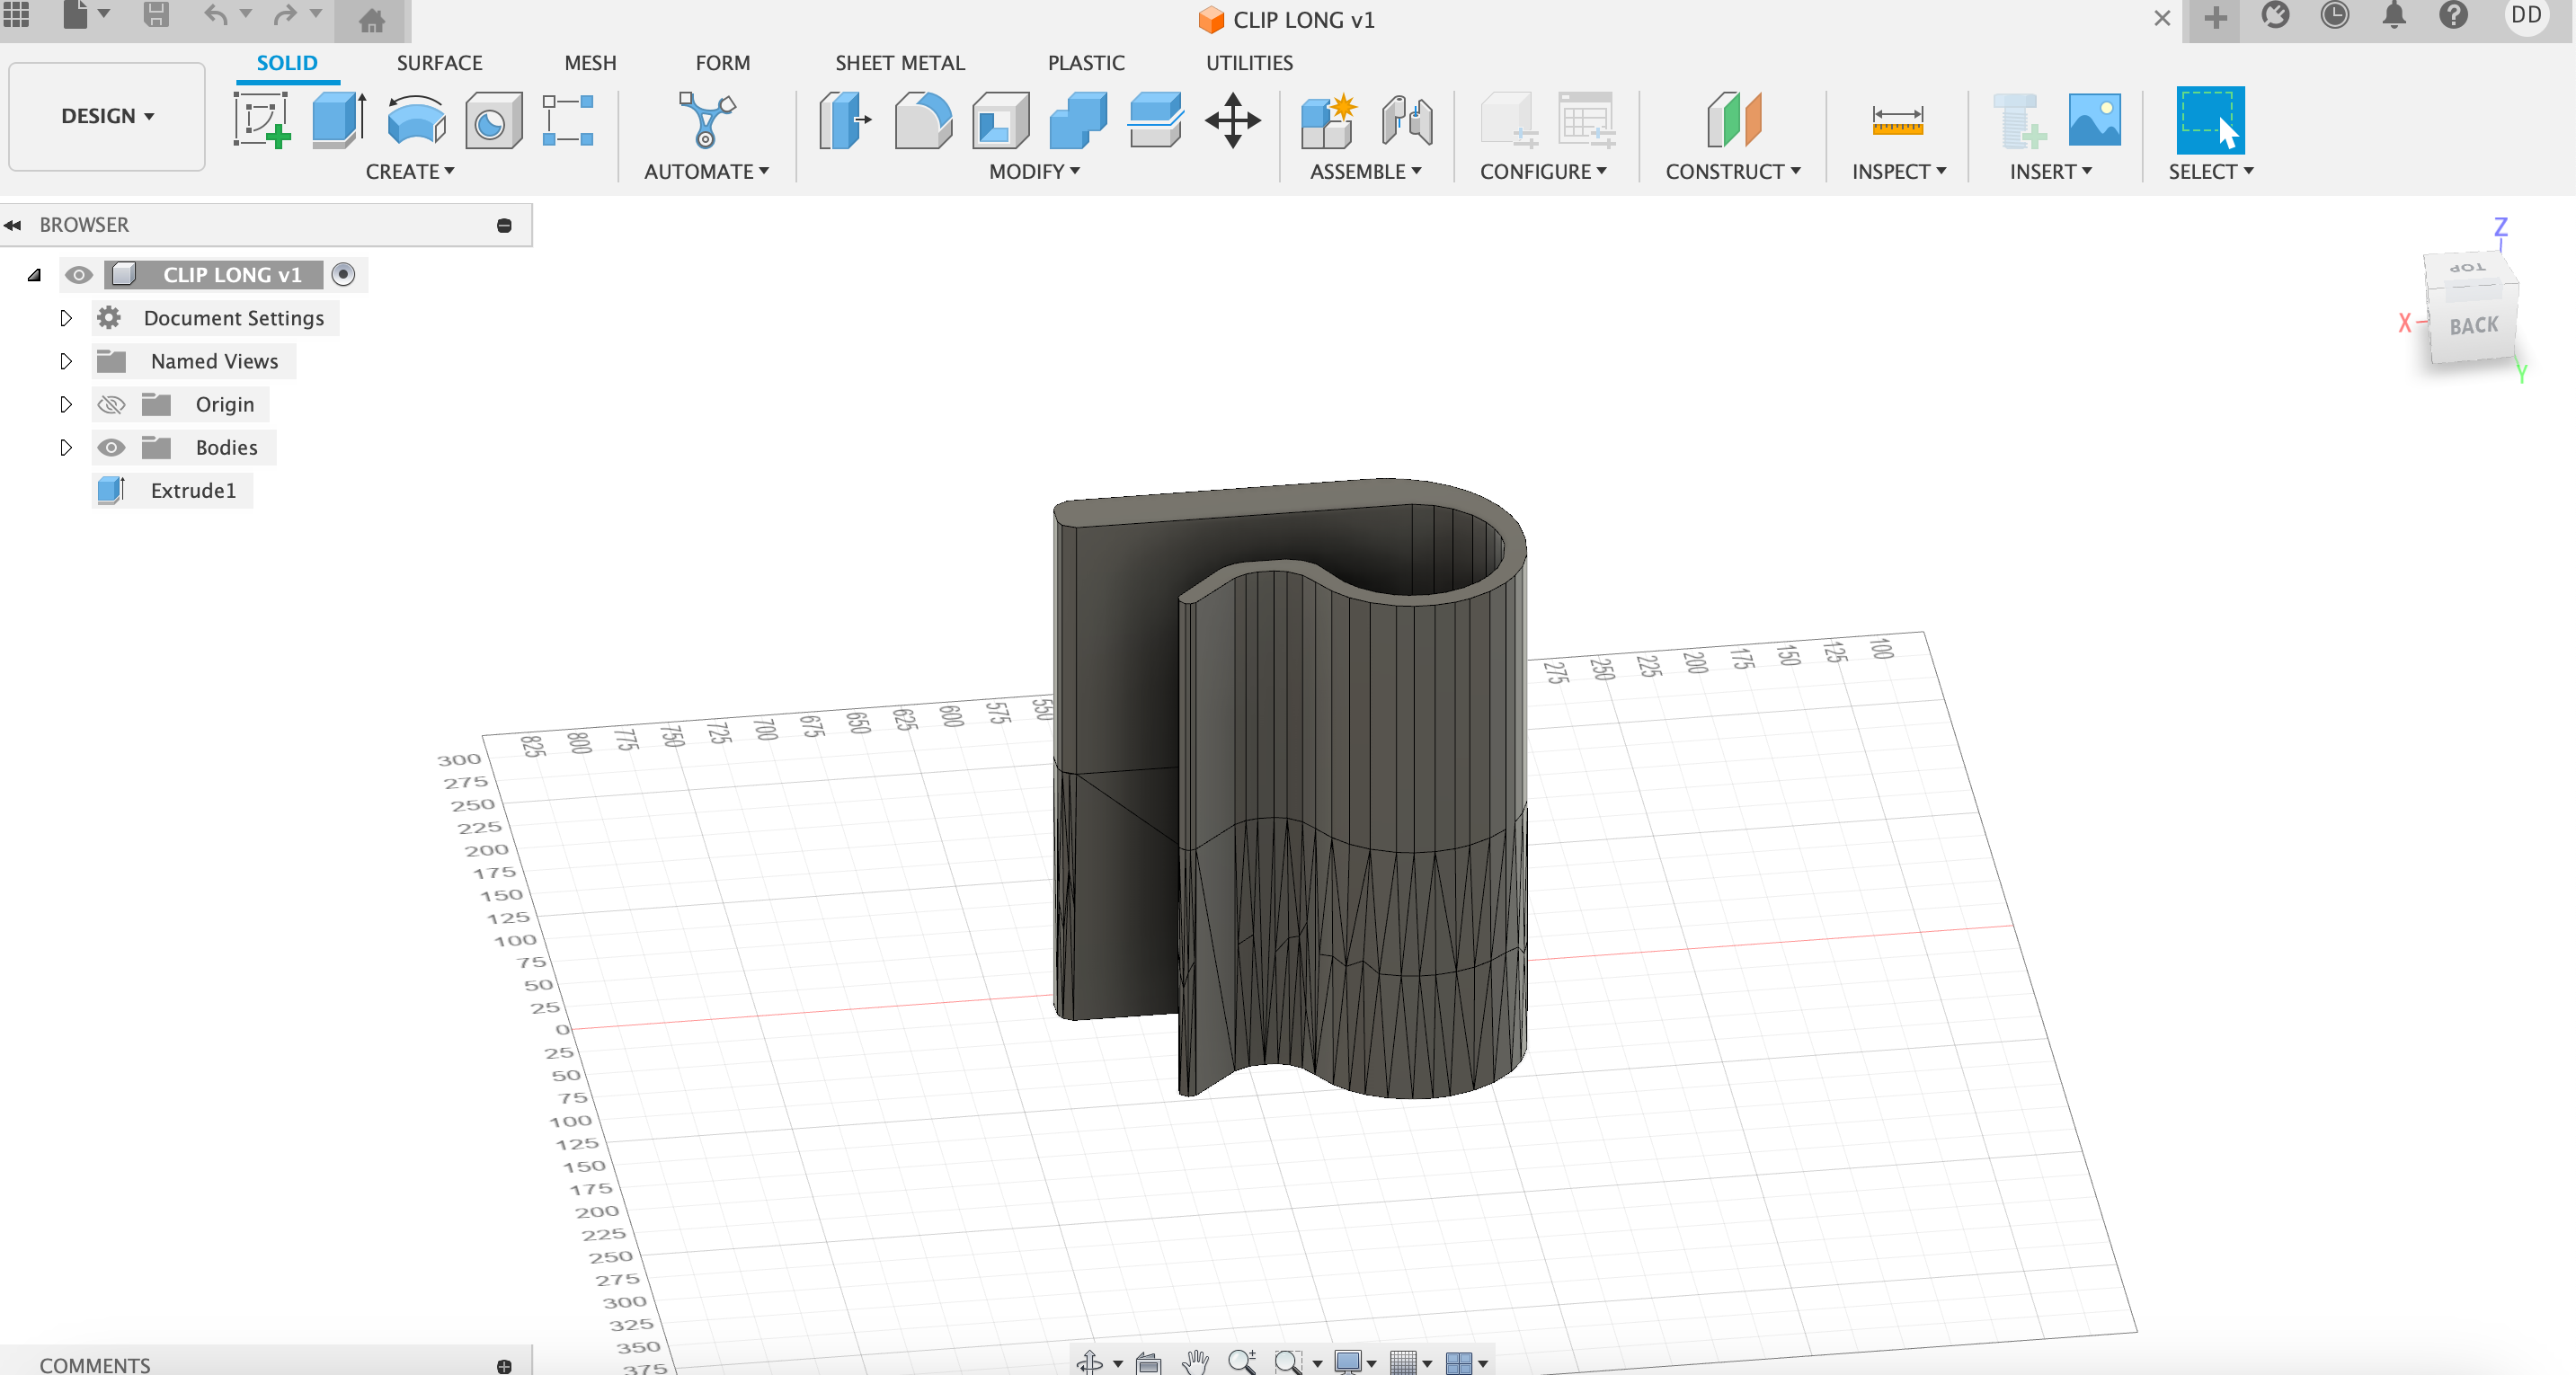 CLIP LONG v1
DD
SOLID SURFACE MESH FORM SHEET METAL PLASTIC UTILITIES
DESIGN
CREATE AUTOMATE MODIFY ASSEMBLE CONFIGURE CONSTRUCT INSPECT INSERT SELECT
BROWSER
CLIP LONG v1
Document Settings
Named Views
Origin
Bodies
Extrude1
Z
TOP
X
BACK
Y
825 800 775 750 725 700 675 650 625 600 575 550
275 250 225 200 175 150 125 100
300
275
250
225
200
175
150
125
100
75
50
25
0
25
50
75
100
125
150
175
200
225
250
275
300
325
350
375
COMMENTS